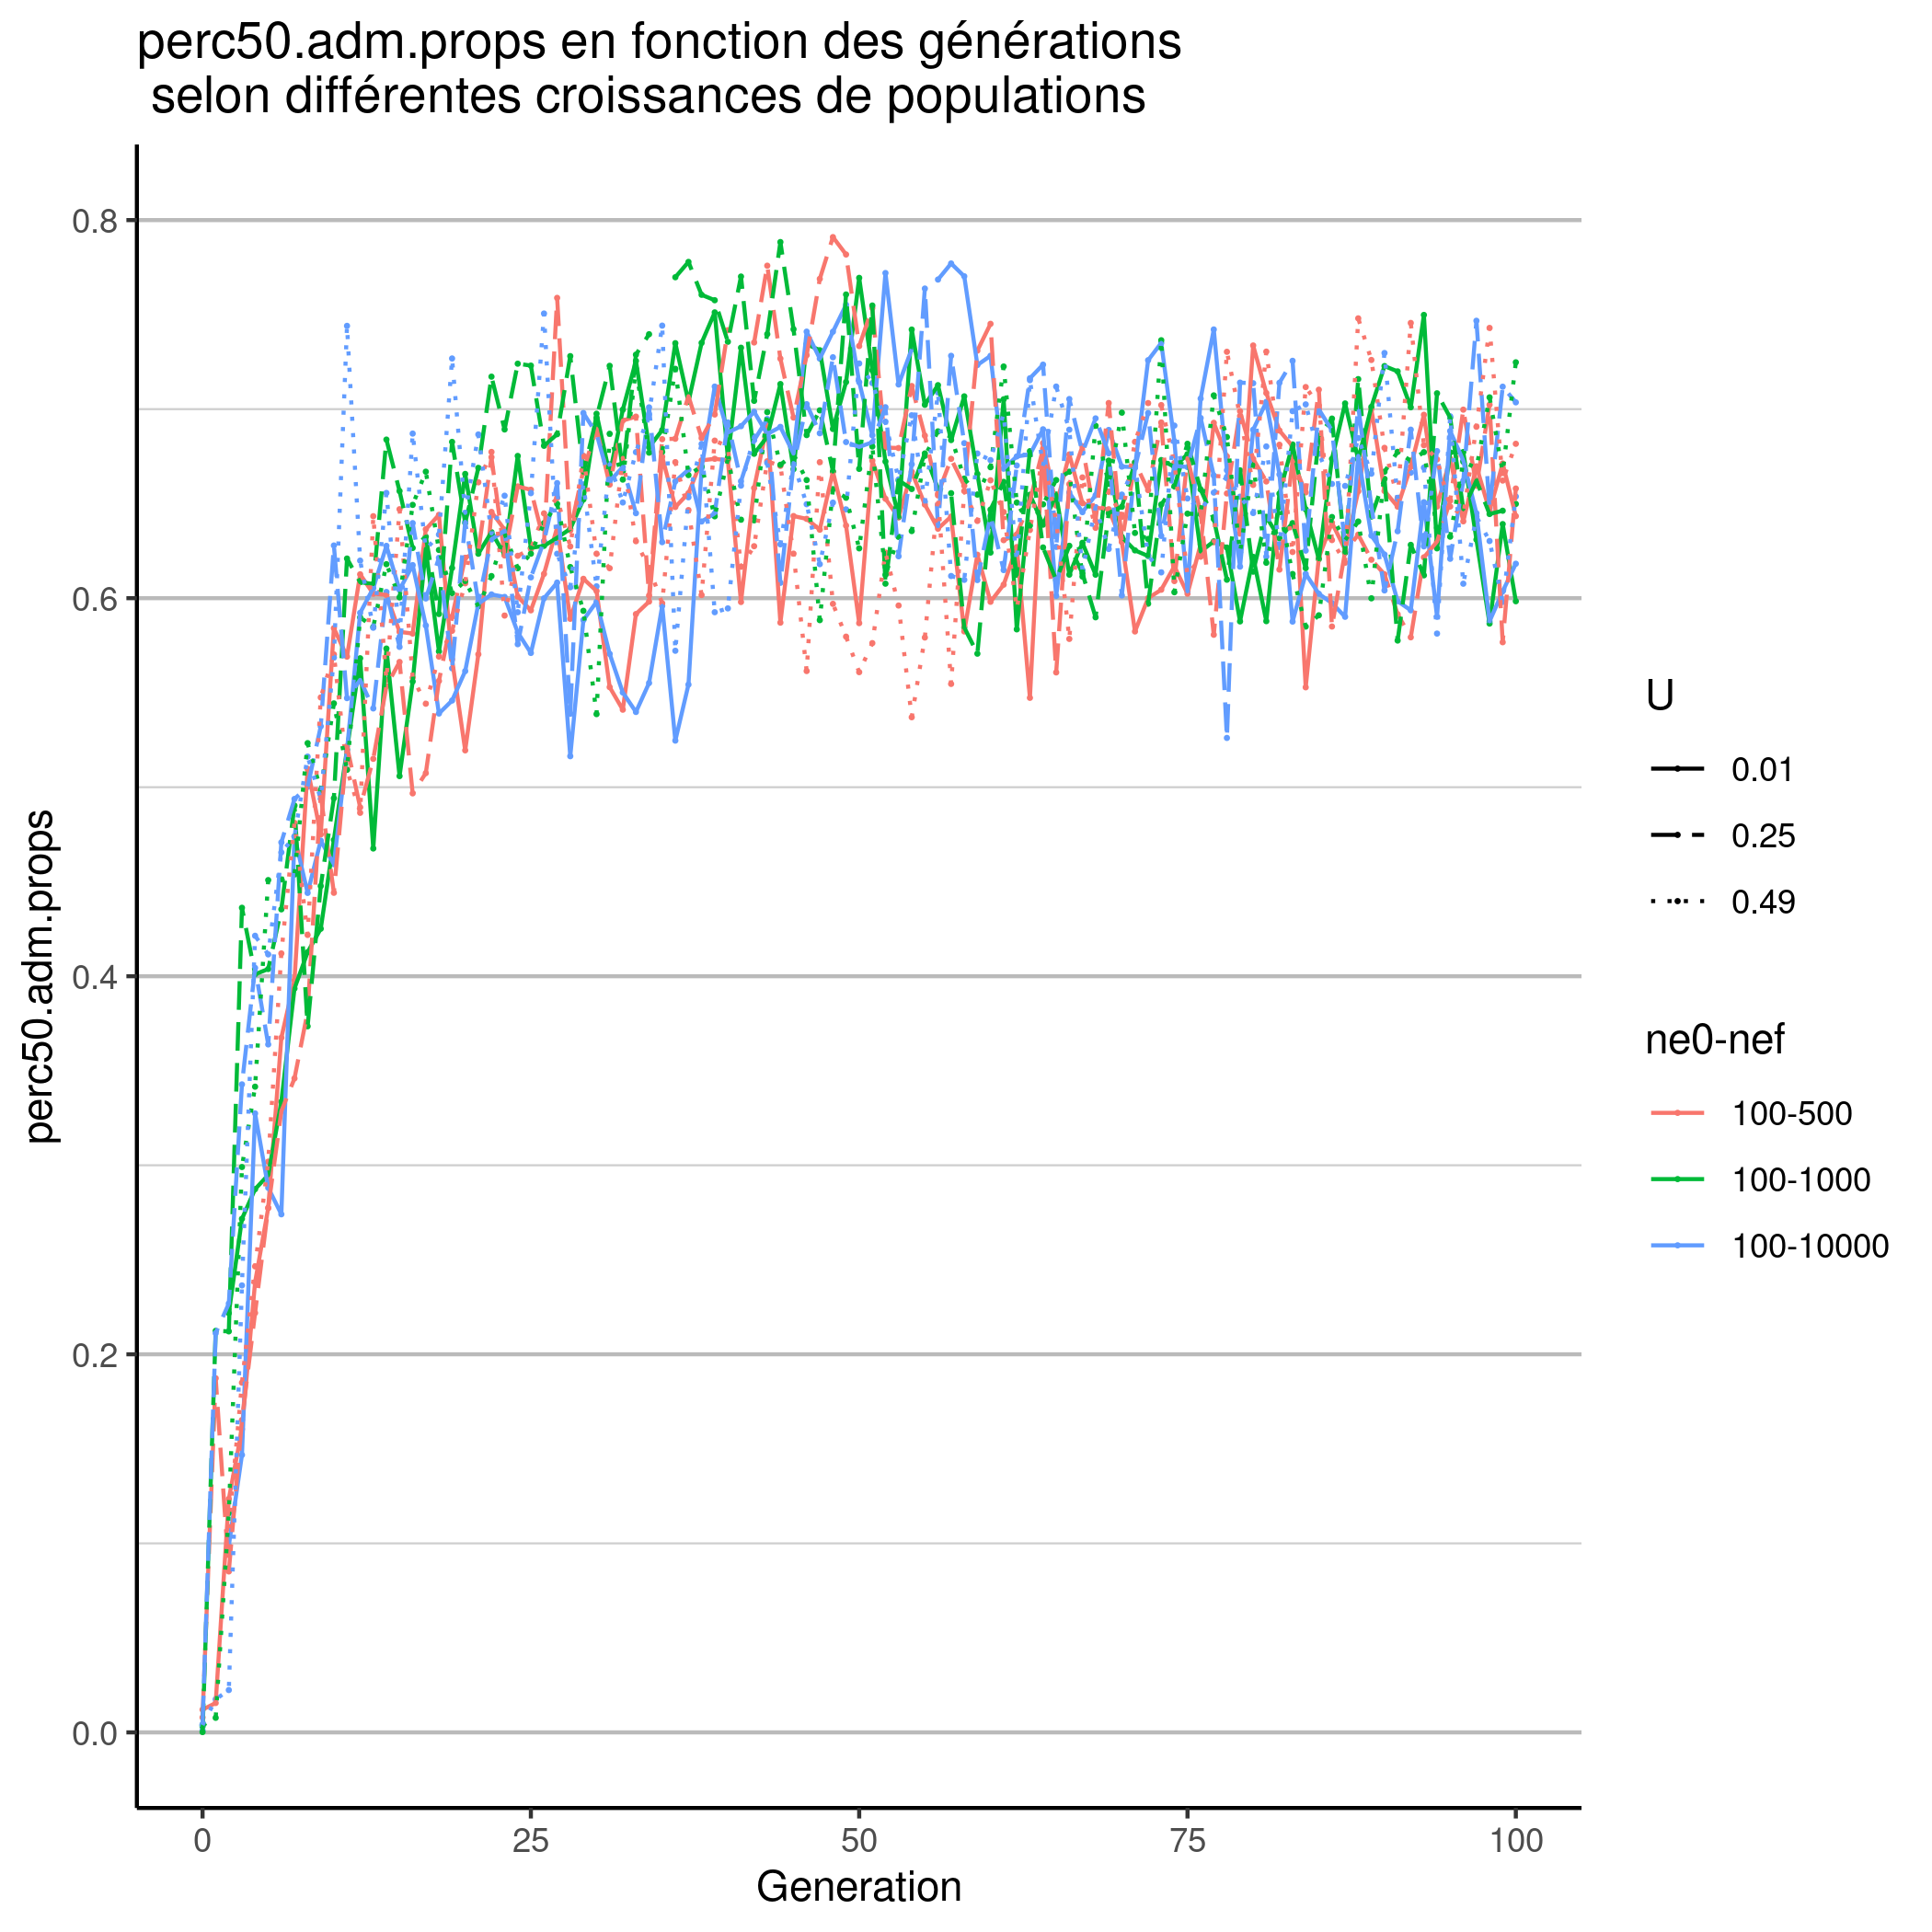 perc50.adm.props en fonction des générations
selon différentes croissances de populations
perc50.adm.props
0.8
0.6
0.4
0.2
0.0
0
25
50
75
100
Generation
U
0.01
0.25
0.49
ne0-nef
100-500
100-1000
100-10000